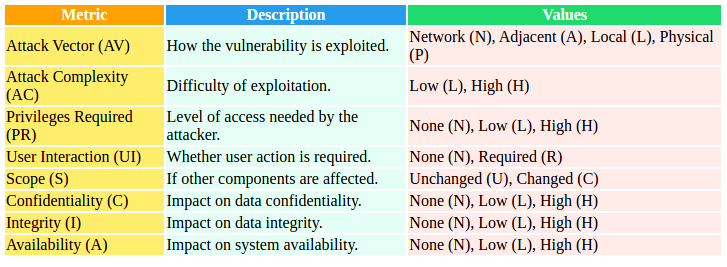 Metric Description Values
Attack Vector (AV) How the vulnerability is exploited. Network (N), Adjacent (A), Local (L), Physical
(P)
Attack Complexity
(AC) Difficulty of exploitation. Low (L), High (H)
Privileges Required
(PR) Level of access needed by the
attacker. None (N), Low (L), High (H)
User Interaction (UI) Whether user action is required. None (N), Required (R)
Scope (S) If other components are affected. Unchanged (U), Changed (C)
Confidentiality (C) Impact on data confidentiality. None (N), Low (L), High (H)
Integrity (I) Impact on data integrity. None (N), Low (L), High (H)
Availability (A) Impact on system availability. None (N), Low (L), High (H)